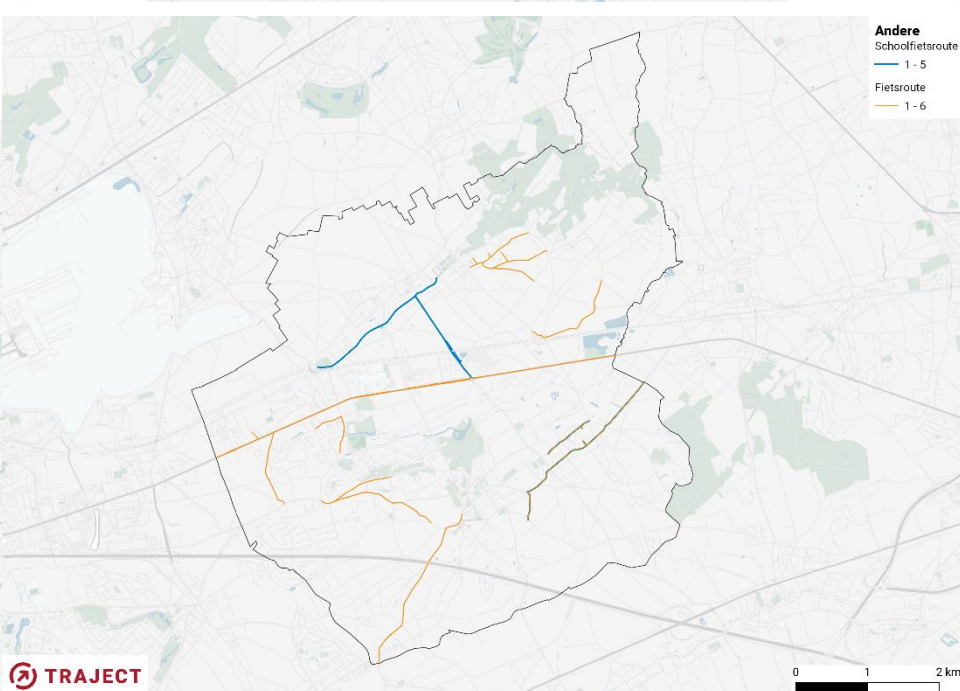 Andere
Schoolfietsroute
1 - 5
Fietsroute
1 - 6
TRAJECT
0 1 2 km